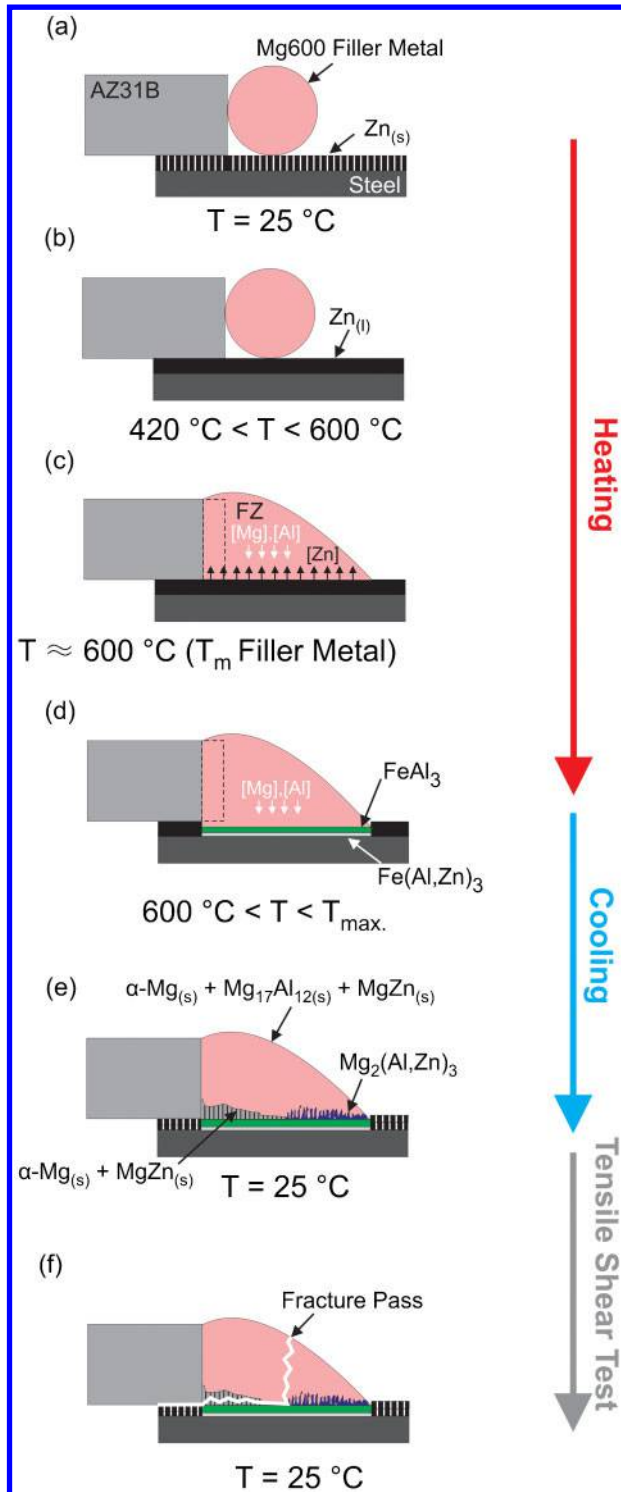 (a)
Mg600 Filler Metal
AZ31B
Zn(s)
Steel
T = 25 °C
(b)
Zn(l)
420 °C < T < 600 °C
(c)
FZ
[Mg],[Al]
[Zn]
T ≈ 600 °C (Tm Filler Metal)
Heating
(d)
[Mg],[Al]
FeAl3
Fe(Al,Zn)3
600 °C < T < Tmax.
Cooling
(e)
α-Mg(s) + Mg17Al12(s) + MgZn(s)
Mg2(Al,Zn)3
α-Mg(s) + MgZn(s)
T = 25 °C
(f)
Fracture Pass
T = 25 °C
Tensile Shear Test